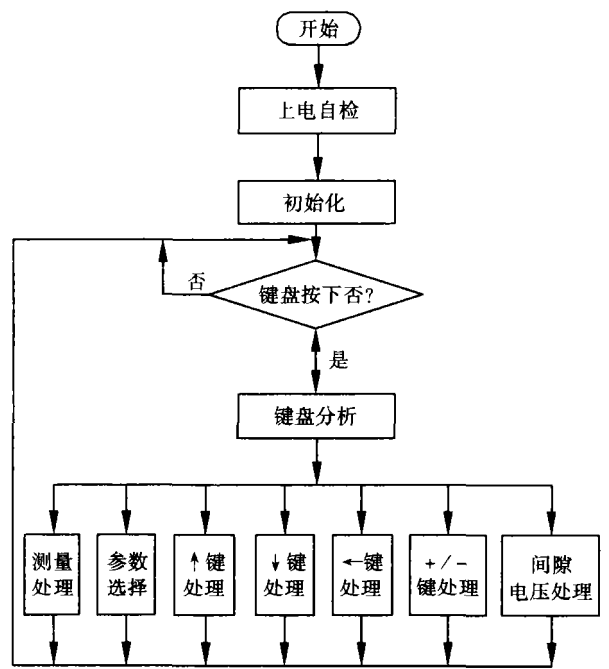 开始
上电自检
初始化
否
键盘按下否?
是
键盘分析
测量
处理
参数
选择
↑键
处理
↓键
处理
←键
处理
+/-
键处理
间隙
电压处理